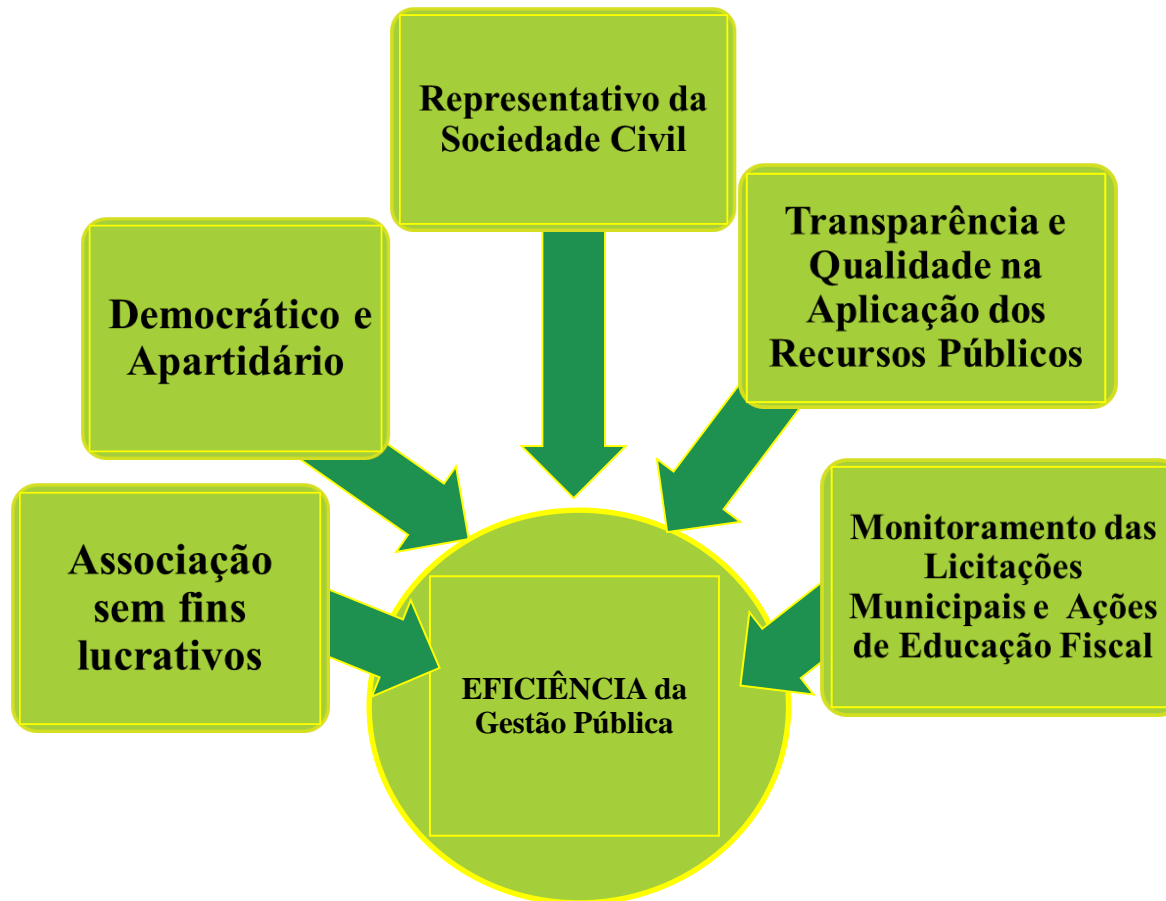 Representativo da
Sociedade Civil
Transparência e
Qualidade na
Aplicação dos
Recursos Públicos
Democrático e
Apartidário
Associação
sem fins
lucrativos
Monitoramento das
Licitações
Municipais e Ações
de Educação Fiscal
EFICIÊNCIA da
Gestão Pública